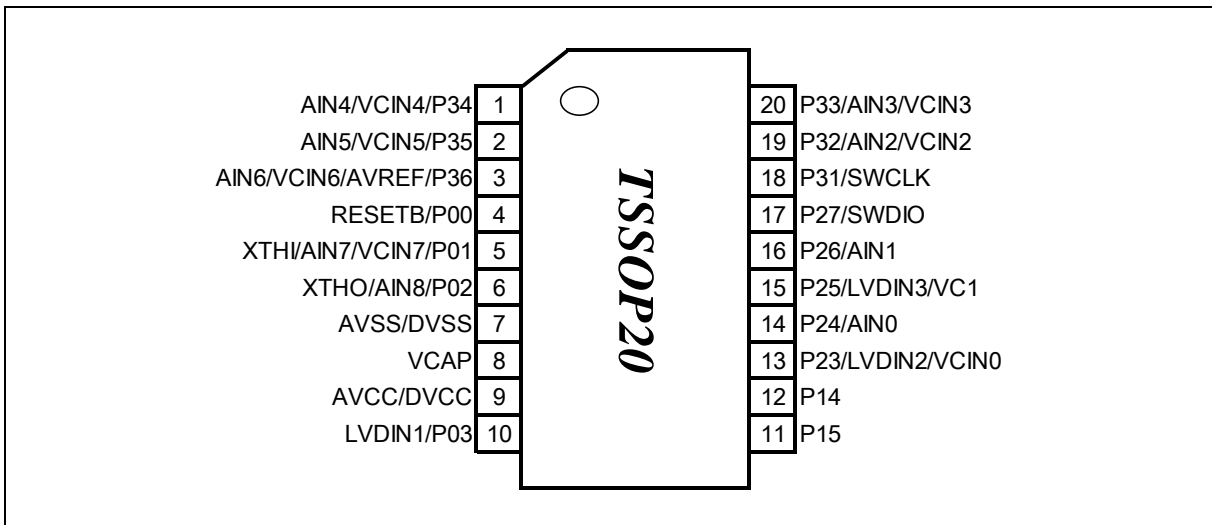 AIN4/VCIN4/P34 1
AIN5/VCIN5/P35 2
AIN6/VCIN6/AVREF/P36 3
RESETB/P00 4
XTHI/AIN7/VCIN7/P01 5
XTHO/AIN8/P02 6
AVSS/DVSS 7
VCAP 8
AVCC/DVCC 9
LVDIN1/P03 10
TSSOP20
20 P33/AIN3/VCIN3
19 P32/AIN2/VCIN2
18 P31/SWCLK
17 P27/SWDIO
16 P26/AIN1
15 P25/LVDIN3/VC1
14 P24/AIN0
13 P23/LVDIN2/VCIN0
12 P14
11 P15